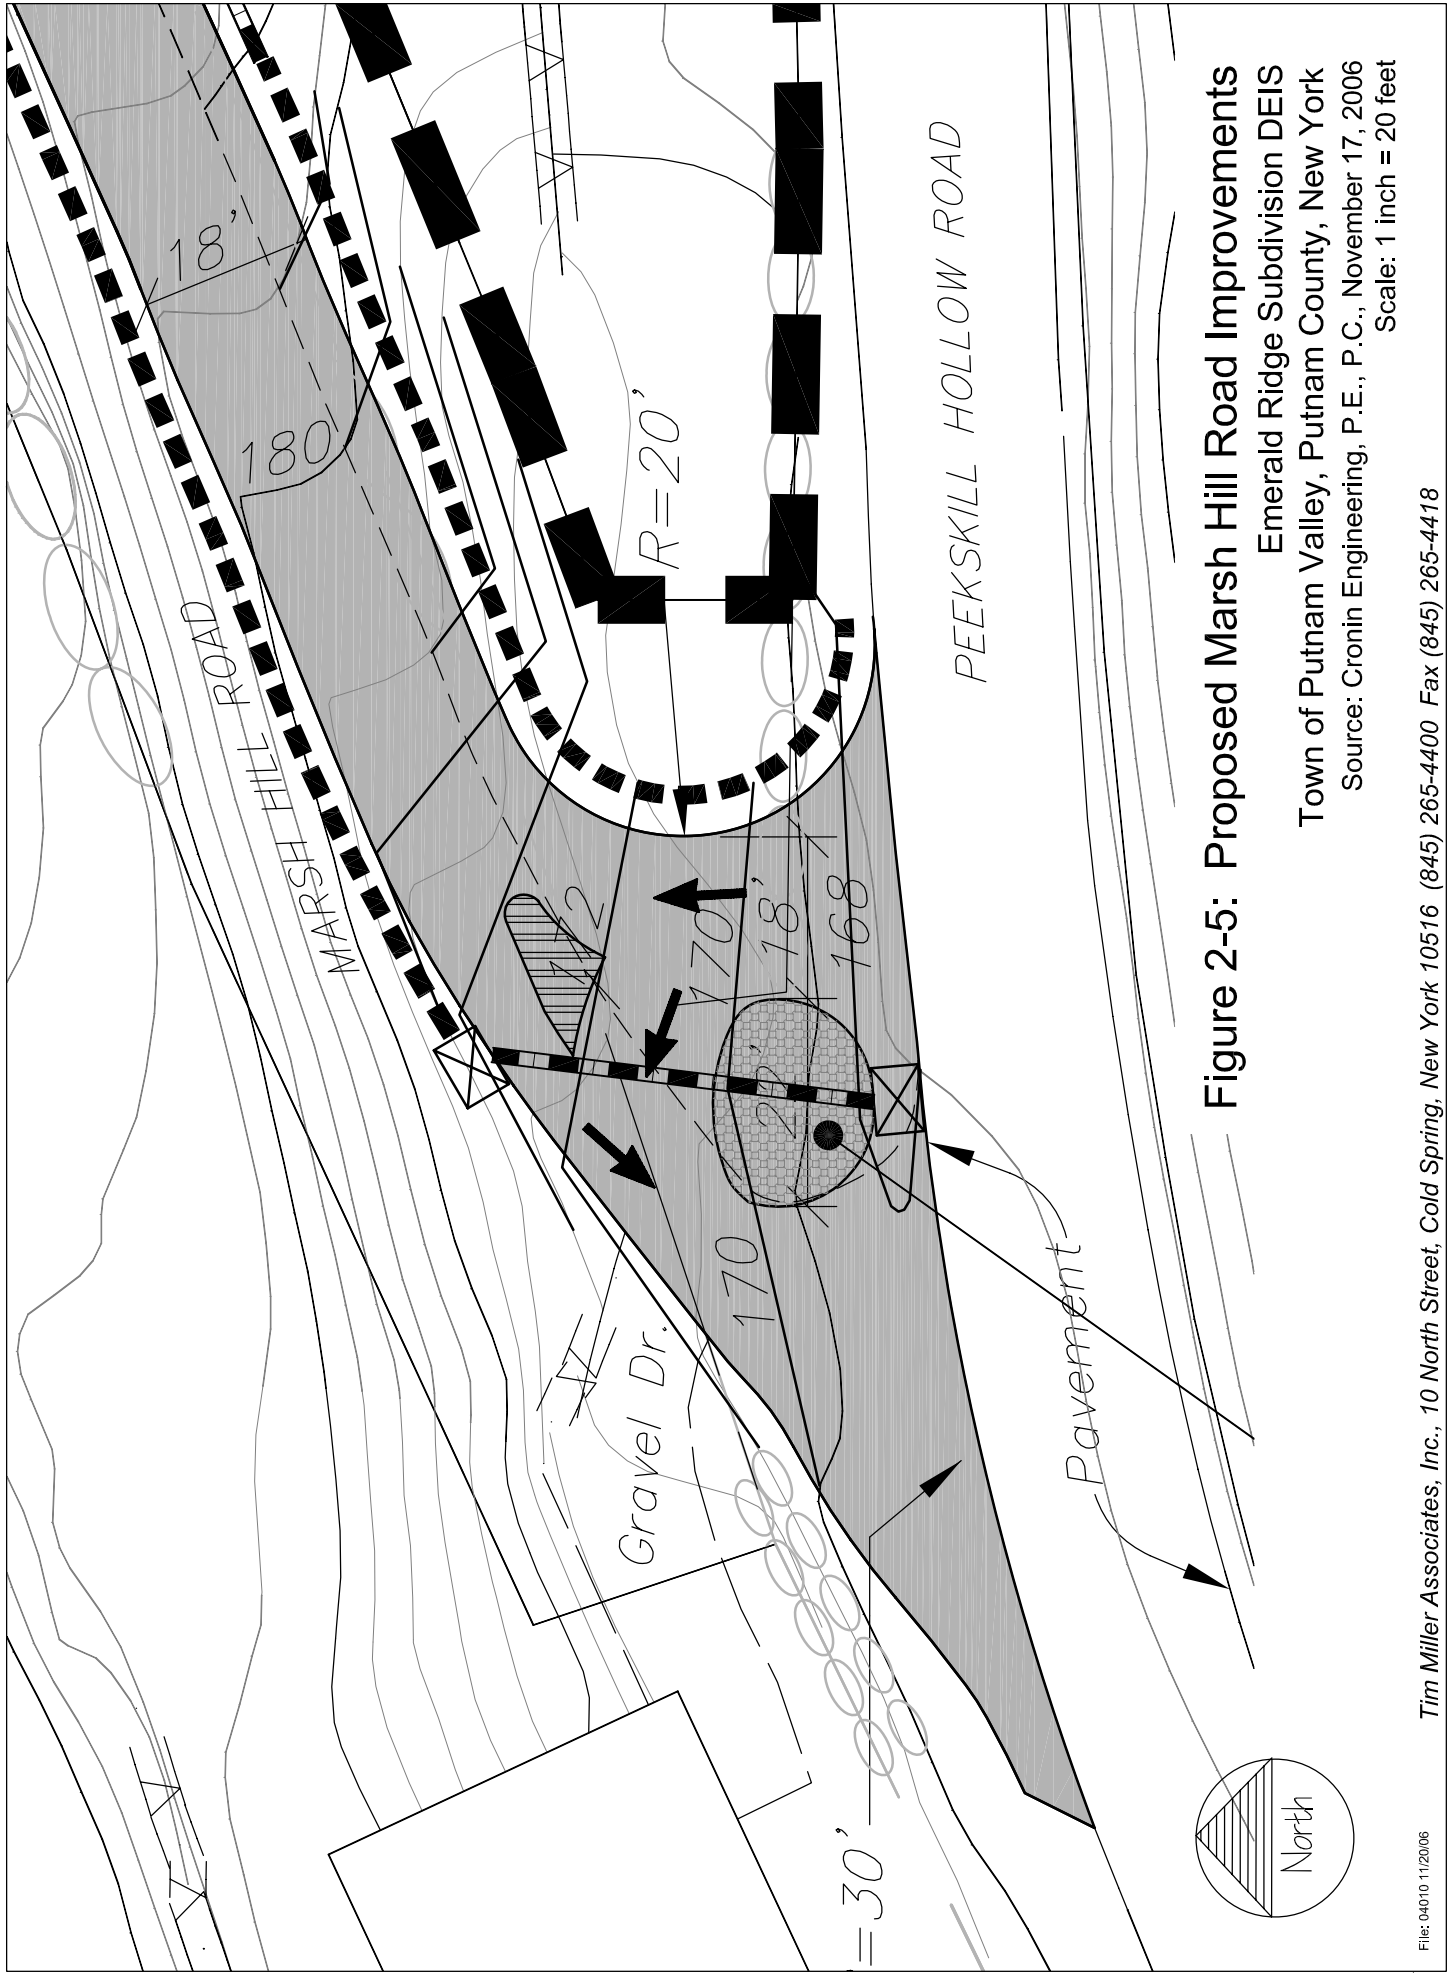 18'
180
MARSH HILL ROAD
R=20'
PEEKSKILL HOLLOW ROAD
172
170
18'
168
22'
170
Gravel Dr.
Pavement
=30'
North
Figure 2-5: Proposed Marsh Hill Road Improvements
Emerald Ridge Subdivision DEIS
Town of Putnam Valley, Putnam County, New York
Source: Cronin Engineering, P.E., P.C., November 17, 2006
Scale: 1 inch = 20 feet
File: 04010 11/20/06
Tim Miller Associates, Inc., 10 North Street, Cold Spring, New York 10516 (845) 265-4400 Fax (845) 265-4418